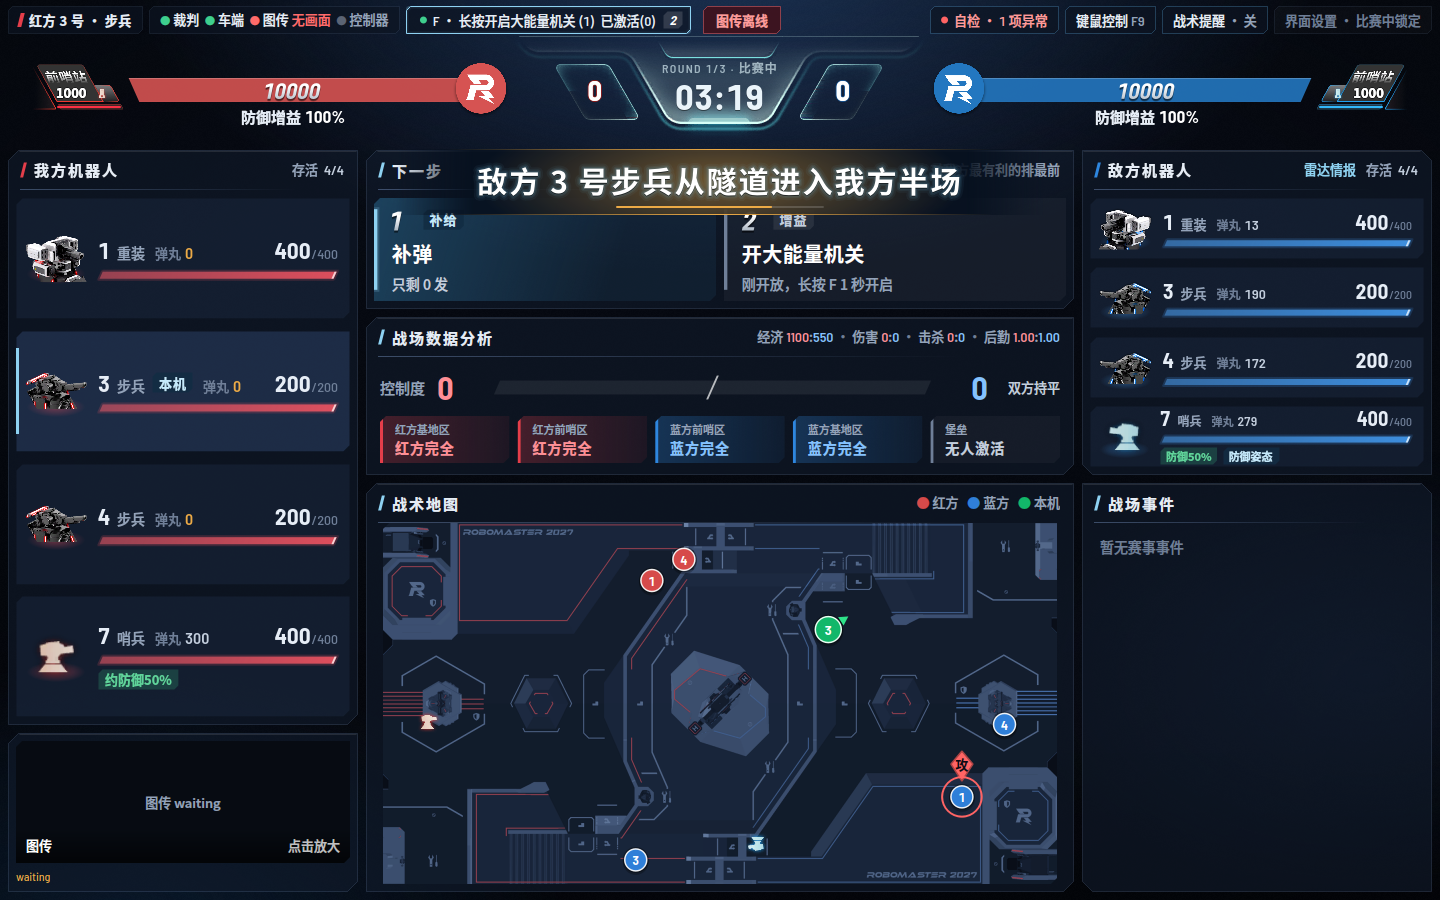 红方 3 号 · 步兵
裁判 车端 图传 无画面 控制器
F · 长按开启大能量机关 (1) 已激活(0) 2
图传离线
自检 · 1 项异常
键鼠控制 F9
战术提醒 · 关
界面设置 · 比赛中锁定
前哨站
1000
10000
防御增益 100%
0
ROUND 1/3 · 比赛中
03:19
0
10000
防御增益 100%
前哨站
1000
我方机器人
存活 4/4
1 重装 弹丸 0 400/400
3 步兵 本机 弹丸 0 200/200
4 步兵 弹丸 0 200/200
7 哨兵 弹丸 300 400/400
约防御50%
图传 waiting
图传
点击放大
waiting
下一步
最有利的排最前
敌方 3 号步兵从隧道进入我方半场
1 补给
补弹
只剩 0 发
2 增益
开大能量机关
刚开放，长按 F 1 秒开启
战场数据分析
经济 1100:550 · 伤害 0:0 · 击杀 0:0 · 后勤 1.00:1.00
控制度 0
0 双方持平
红方基地区
红方完全
红方前哨区
红方完全
蓝方前哨区
蓝方完全
蓝方基地区
蓝方完全
堡垒
无人激活
战术地图
红方 蓝方 本机
ROBOMASTER 2027
4
1
3
4
攻
1
3
ROBOMASTER 2027
敌方机器人
雷达情报 存活 4/4
1 重装 弹丸 13 400/400
3 步兵 弹丸 190 200/200
4 步兵 弹丸 172 200/200
7 哨兵 弹丸 279 400/400
防御50% 防御姿态
战场事件
暂无赛事事件